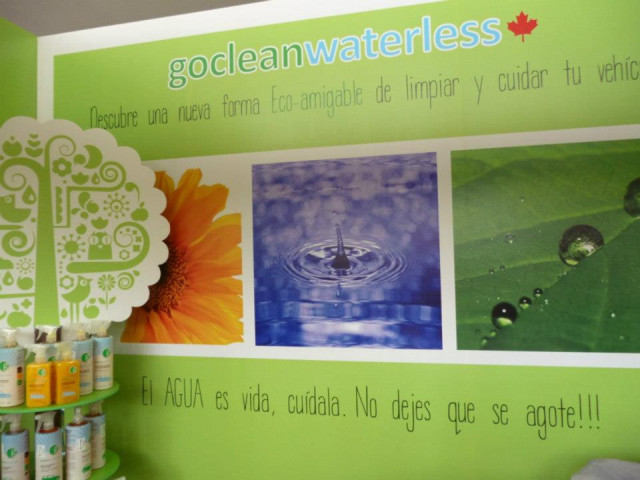 gocleanwaterless
Descubre una nueva forma Eco-amigable de limpiar y cuidar tu vehíc
El AGUA es vida, cuídala. No dejes que se agote!!!